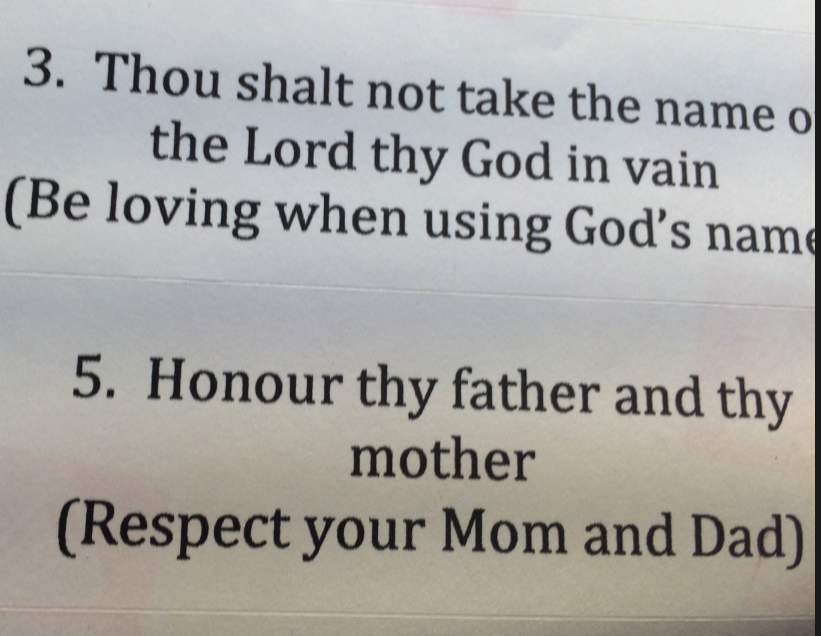 3. Thou shalt not take the name o
the Lord thy God in vain
(Be loving when using God's name
5. Honour thy father and thy
mother
(Respect your Mom and Dad)